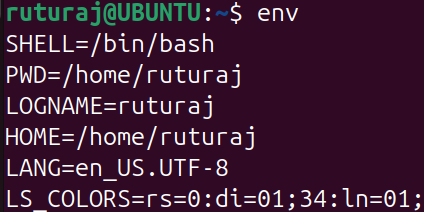 ruturaj@UBUNTU:~$ env
SHELL=/bin/bash
PWD=/home/ruturaj
LOGNAME=ruturaj
HOME=/home/ruturaj
LANG=en_US.UTF-8
LS_COLORS=rs=0:di=01;34:ln=01;